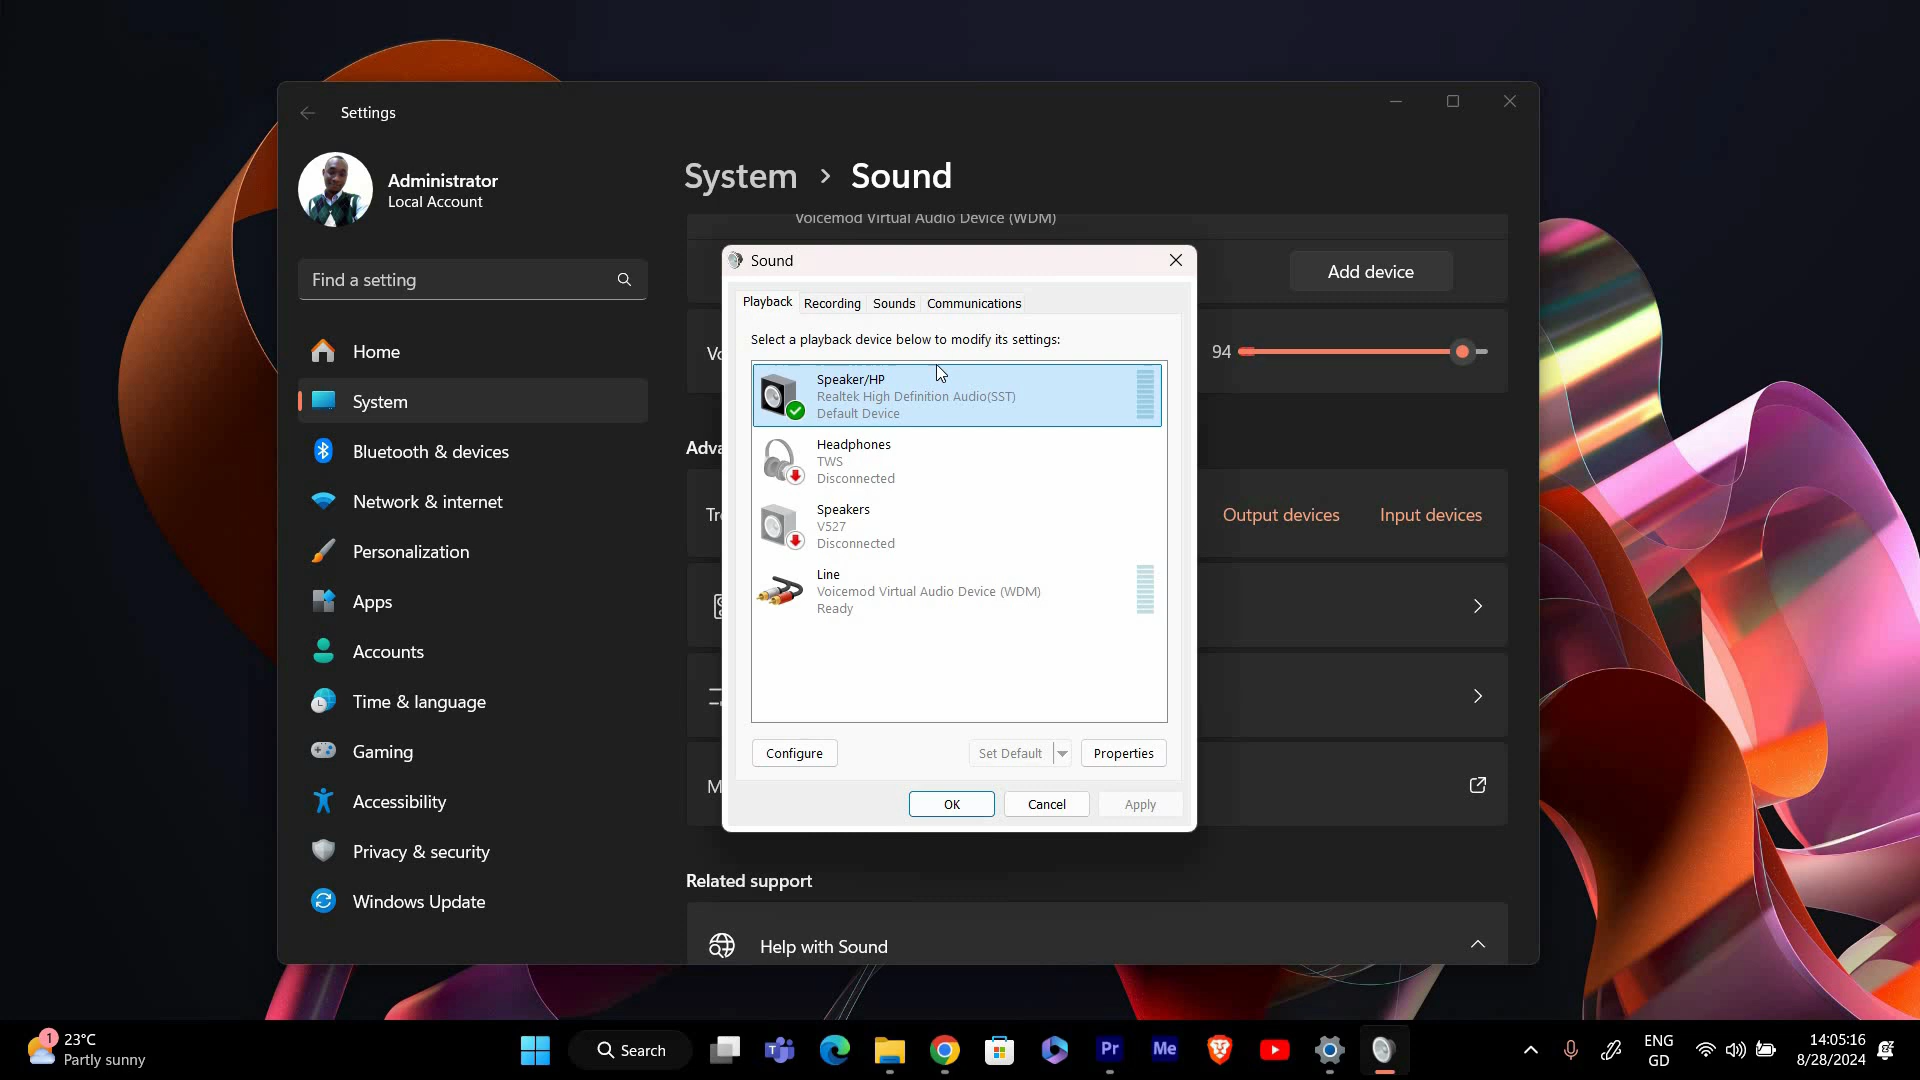 Settings
Administrator
Local Account
Find a setting
Home
System
Bluetooth & devices
Network & internet
Personalization
Apps
Accounts
Time & language
Gaming
Accessibility
Privacy & security
Windows Update
System > Sound
Voicemod Virtual Audio Device (WDM)
Add device
Vo
94
Adva
Output devices
Input devices
M
Related support
Help with Sound
Sound
Playback
Recording
Sounds
Communications
Select a playback device below to modify its settings:
Speaker/HP
Realtek High Definition Audio(SST)
Default Device
Headphones
TWS
Disconnected
Speakers
V527
Disconnected
Line
Voicemod Virtual Audio Device (WDM)
Ready
Configure
Set Default
Properties
OK
Cancel
Apply
1
23°C
Partly sunny
Search
Pr
Me
ENG
GD
14:05:16
8/28/2024